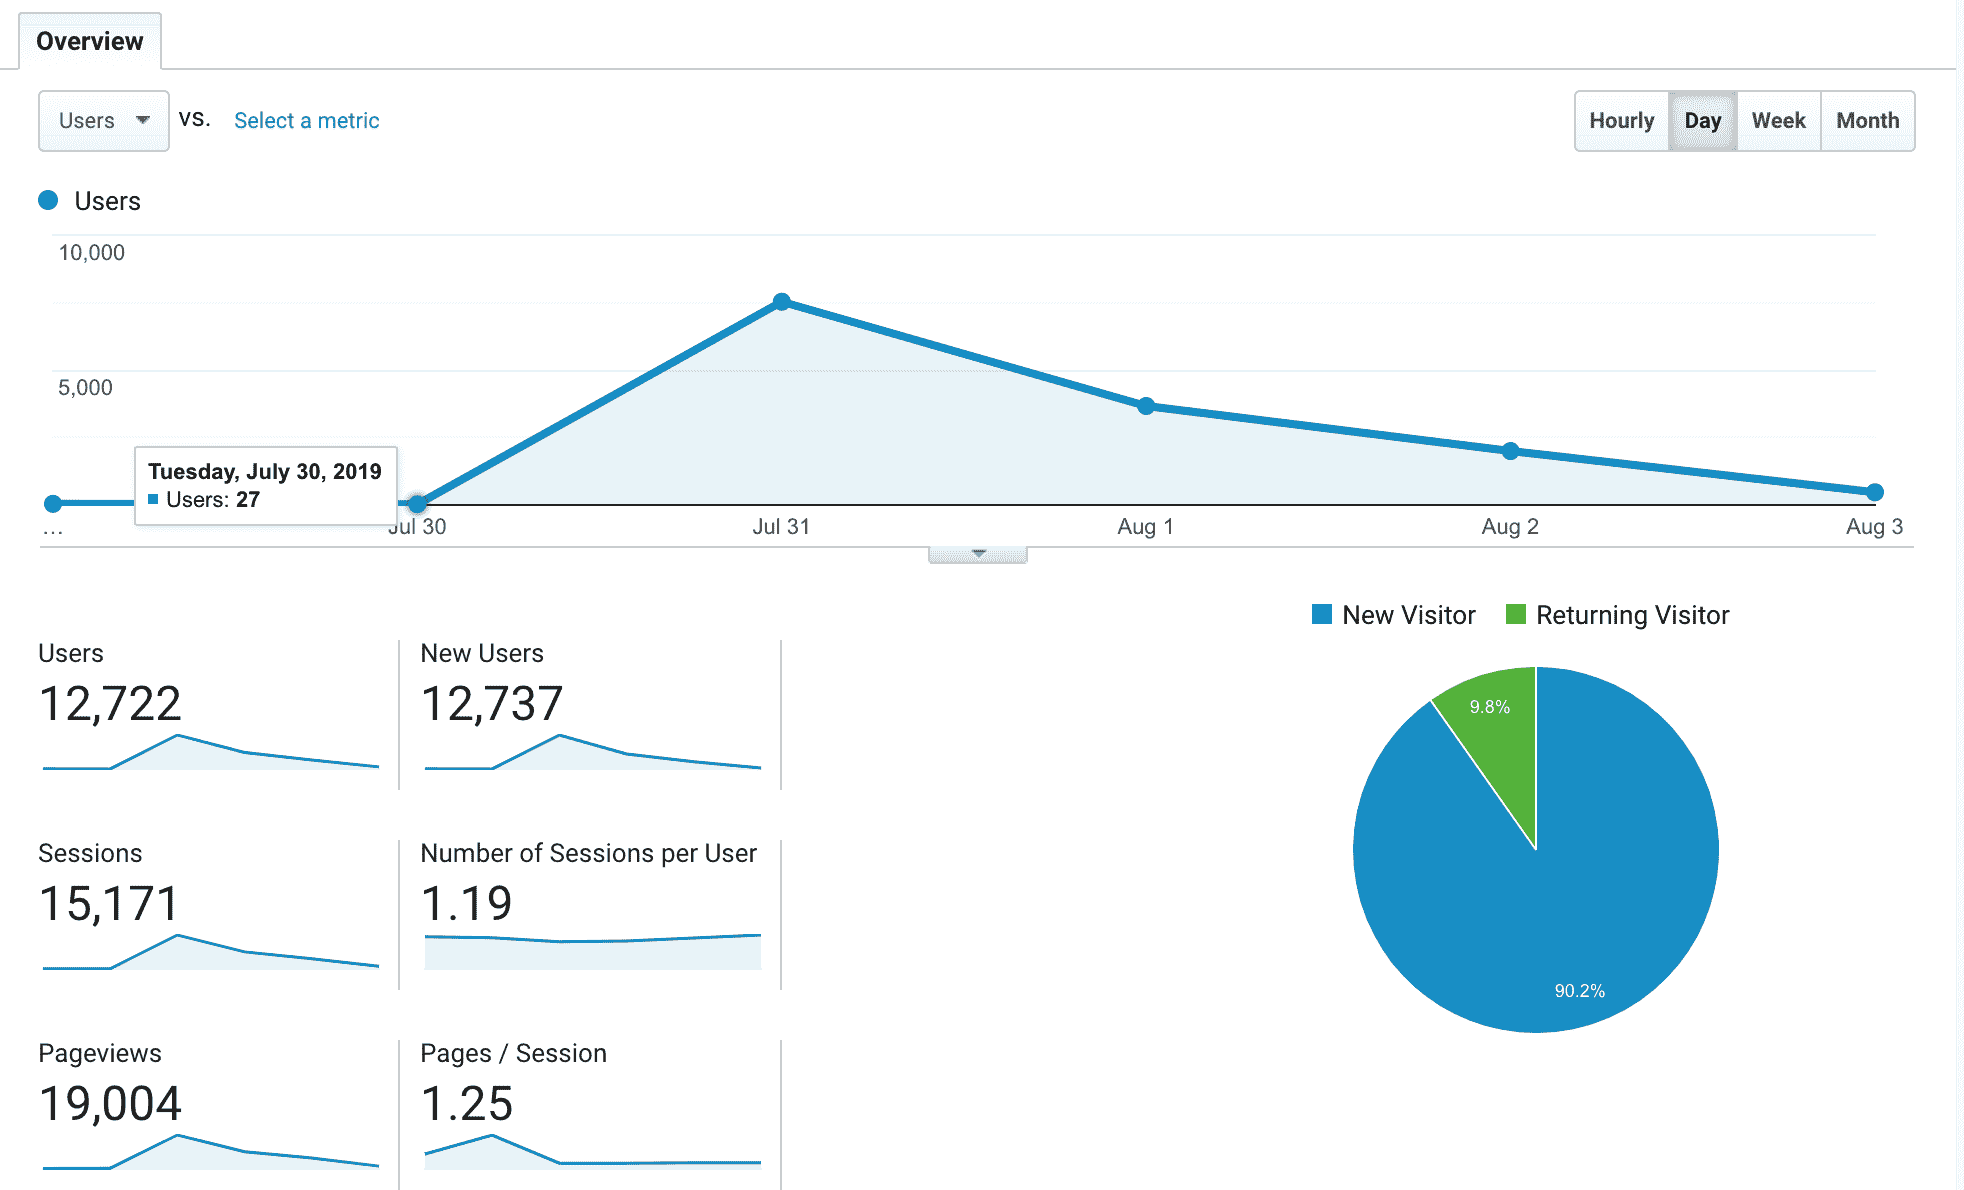 Overview
Users vs. Select a metric
Hourly Day Week Month
Users
10,000
5,000
Tuesday, July 30, 2019
Users: 27
... Jul 30 Jul 31 Aug 1 Aug 2 Aug 3
New Visitor Returning Visitor
Users New Users
12,722 12,737
9.8%
Sessions Number of Sessions per User
15,171 1.19
90.2%
Pageviews Pages / Session
19,004 1.25